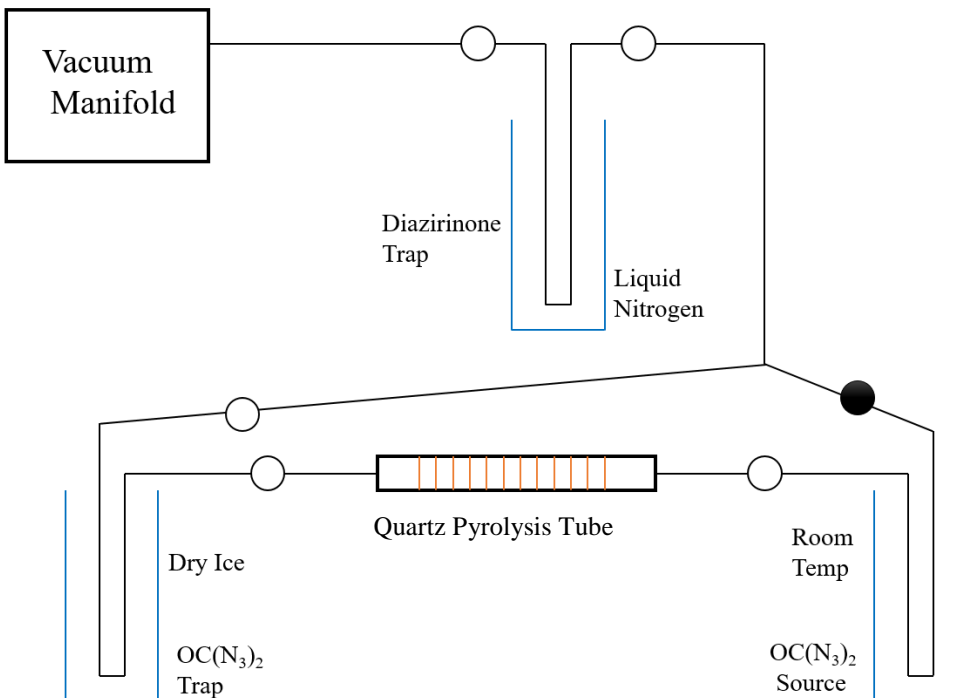 Vacuum
Manifold
Diazirinone
Trap
Liquid
Nitrogen
Quartz Pyrolysis Tube
Dry Ice
Room
Temp
OC(N₃)₂
Trap
OC(N₃)₂
Source